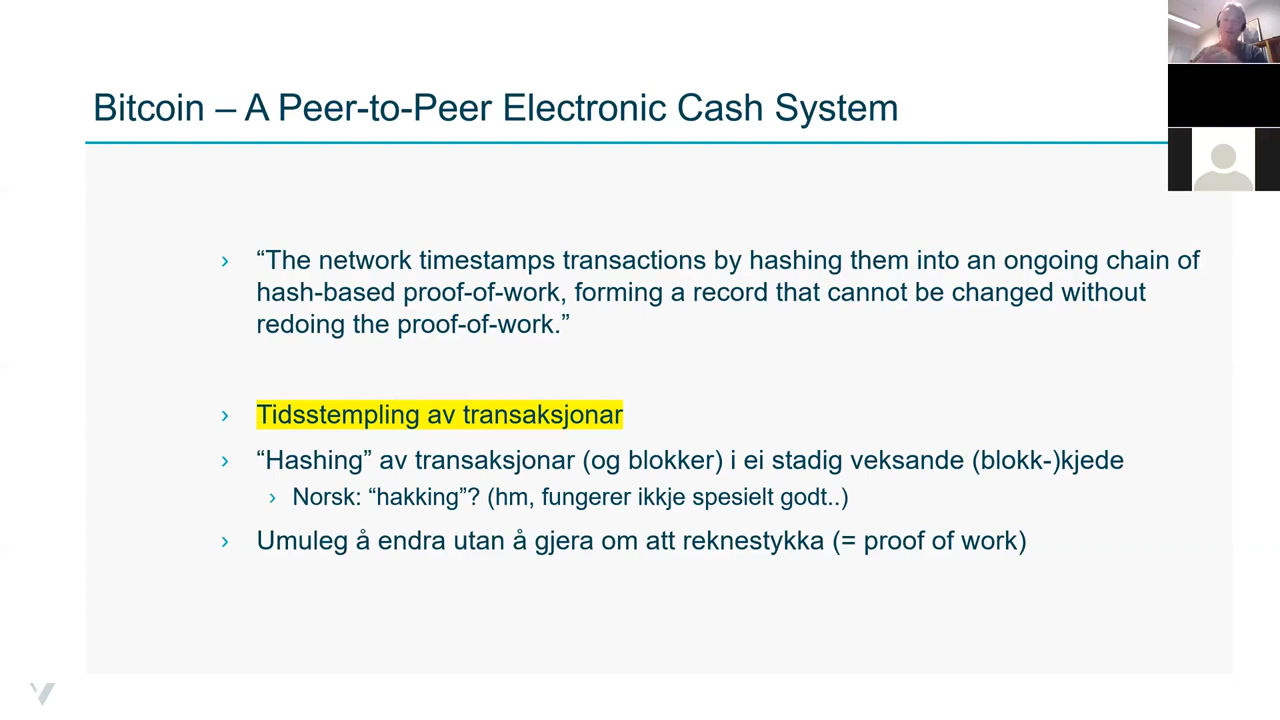 Bitcoin – A Peer-to-Peer Electronic Cash System
“The network timestamps transactions by hashing them into an ongoing chain of
hash-based proof-of-work, forming a record that cannot be changed without
redoing the proof-of-work.”
Tidsstempling av transaksjonar
“Hashing” av transaksjonar (og blokker) i ei stadig veksande (blokk-)kjede
Norsk: “hakking”? (hm, fungerer ikkje spesielt godt..)
Umuleg å endra utan å gjera om att reknestykka (= proof of work)